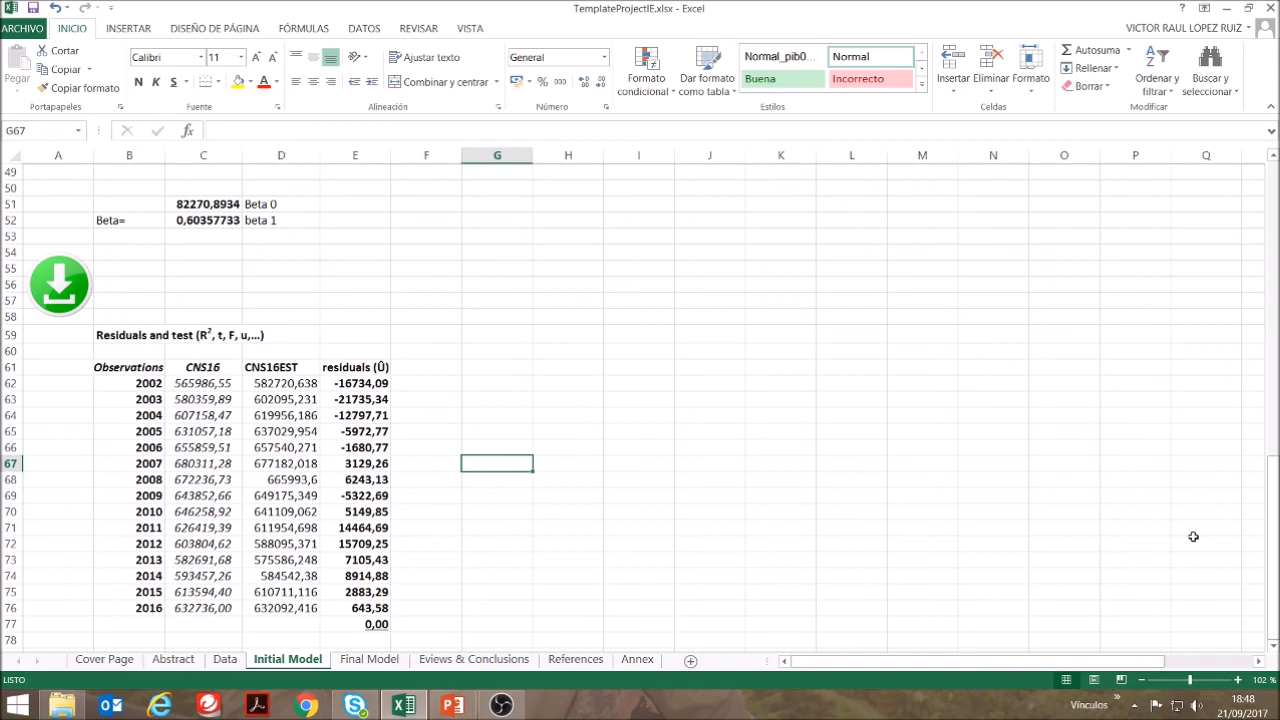 TemplateProjectIE.xlsx - Excel
ARCHIVO INICIO INSERTAR DISEÑO DE PÁGINA FÓRMULAS DATOS REVISAR VISTA VICTOR RAUL LOPEZ RUIZ
Pegar
Cortar
Copiar
Copiar formato
Portapapeles
Calibri 11
N K S
Fuente
Ajustar texto
Combinar y centrar
Alineación
General
% 000
Número
Formato condicional
Dar formato como tabla
Normal_pib0... Normal
Buena Incorrecto
Estilos
Insertar Eliminar Formato
Celdas
Autosuma
Rellenar
Borrar
Ordenar y filtrar
Buscar y seleccionar
Modificar
G67 fx
A B C D E F G H I J K L M N O P Q
49
50
51 82270,8934 Beta 0
52 Beta= 0,60357733 beta 1
53
54
55
56
57
58
59 Residuals and test (R², t, F, u,...)
60
61 Observations CNS16 CNS16EST residuals (Û)
62 2002 565986,55 582720,638 -16734,09
63 2003 580359,89 602095,231 -21735,34
64 2004 607158,47 619956,186 -12797,71
65 2005 631057,18 637029,954 -5972,77
66 2006 655859,51 657540,271 -1680,77
67 2007 680311,28 677182,018 3129,26
68 2008 672236,73 665993,6 6243,13
69 2009 643852,66 649175,349 -5322,69
70 2010 646258,92 641109,062 5149,85
71 2011 626419,39 611954,698 14464,69
72 2012 603804,62 588095,371 15709,25
73 2013 582691,68 575586,248 7105,43
74 2014 593457,26 584542,38 8914,88
75 2015 613594,40 610711,116 2883,29
76 2016 632736,00 632092,416 643,58
77 0,00
78
Cover Page Abstract Data Initial Model Final Model Eviews & Conclusions References Annex
LISTO 102 %
Vínculos
18:48
21/09/2017